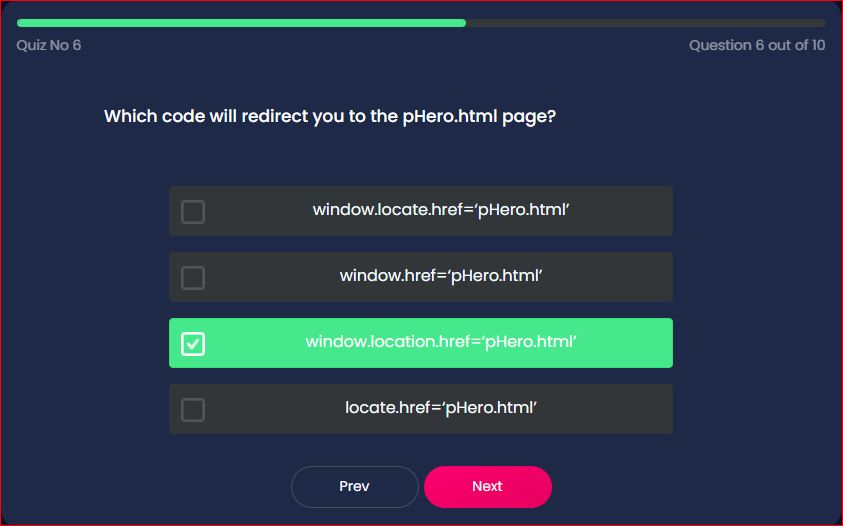 Quiz No 6
Question 6 out of 10
Which code will redirect you to the pHero.html page?
window.locate.href=‘pHero.html’
window.href=‘pHero.html’
window.location.href=‘pHero.html’
locate.href=‘pHero.html’
Prev
Next